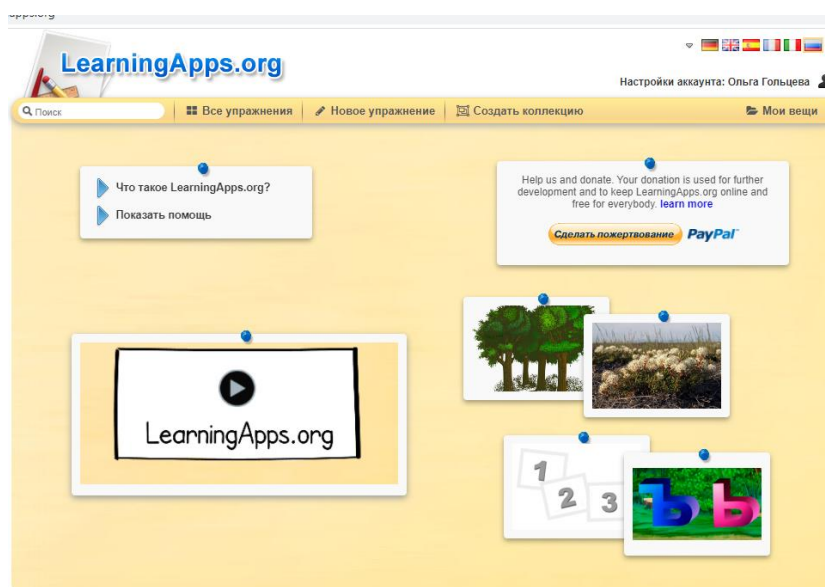 LearningApps.org
Настройки аккаунта: Ольга Гольцева
Поиск
Все упражнения
Новое упражнение
Создать коллекцию
Мои вещи
Что такое LearningApps.org?
Показать помощь
Help us and donate. Your donation is used for further
development and to keep LearningApps.org online and
free for everybody. learn more
Сделать пожертвование PayPal
LearningApps.org
1
2
3
Ъ Ь